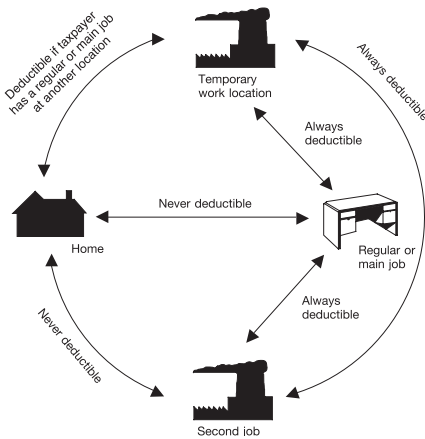 Deductible if taxpayer
has a regular or main job
at another location
Temporary
work location
Always deductible
Always
deductible
Never deductible
Home
Regular or
main job
Always
deductible
Never deductible
Second job